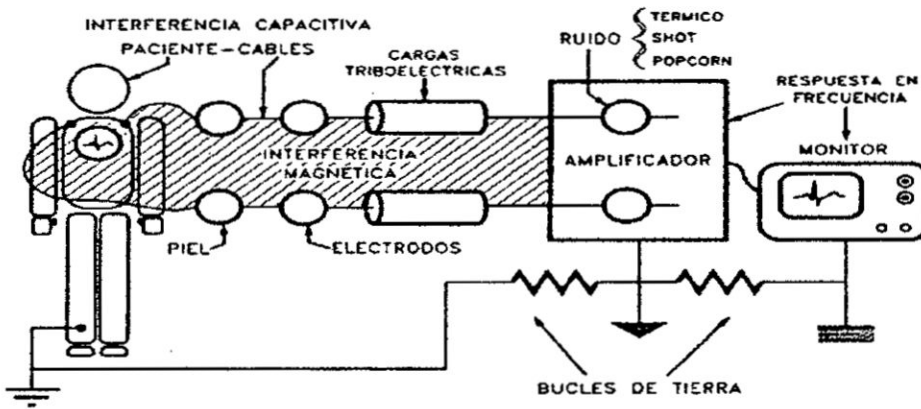 INTERFERENCIA CAPACITIVA
PACIENTE-CABLES
CARGAS
TRIBOELECTRICAS
RUIDO
TERMICO
SHOT
POPCORN
RESPUESTA EN
FRECUENCIA
INTERFERENCIA
MAGNÉTICA
AMPLIFICADOR
MONITOR
PIEL
ELECTRODOS
BUCLES DE TIERRA